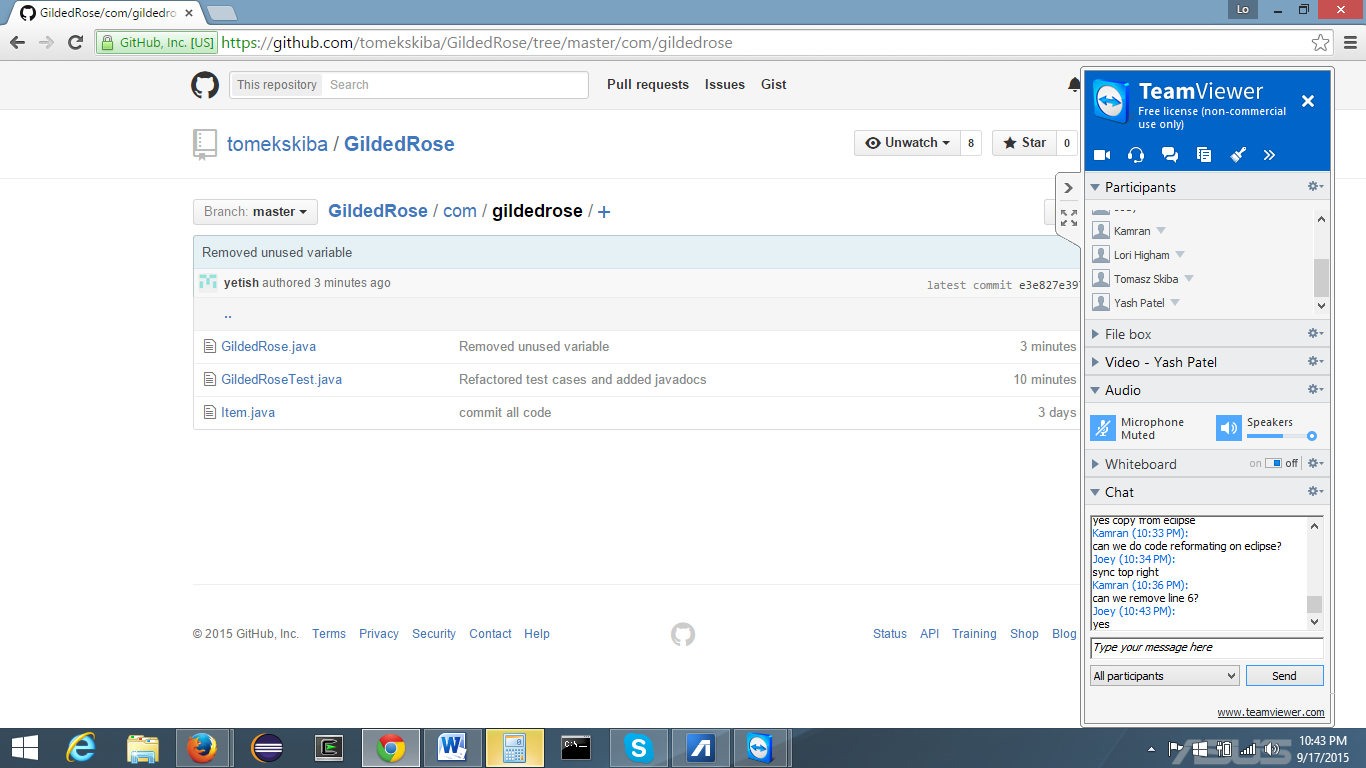 GildedRose/com/gildedro
Lo
GitHub, Inc. [US] https://github.com/tomekskiba/GildedRose/tree/master/com/gildedrose
This repository Search Pull requests Issues Gist
tomekskiba / GildedRose
Unwatch 8 Star 0
Branch: master GildedRose / com / gildedrose / +
Removed unused variable
yetish authored 3 minutes ago
latest commit e3e827e39
..
GildedRose.java Removed unused variable 3 minutes
GildedRoseTest.java Refactored test cases and added javadocs 10 minutes
Item.java commit all code 3 days
© 2015 GitHub, Inc. Terms Privacy Security Contact Help
Status API Training Shop Blog
TeamViewer
Free license (non-commercial
use only)
Participants
Kamran
Lori Higham
Tomasz Skiba
Yash Patel
File box
Video - Yash Patel
Audio
Microphone
Muted
Speakers
Whiteboard on off
Chat
yes copy from eclipse
Kamran (10:33 PM):
can we do code reformating on eclipse?
Joey (10:34 PM):
sync top right
Kamran (10:36 PM):
can we remove line 6?
Joey (10:43 PM):
yes
Type your message here
All participants Send
www.teamviewer.com
10:43 PM
9/17/2015
ASUS